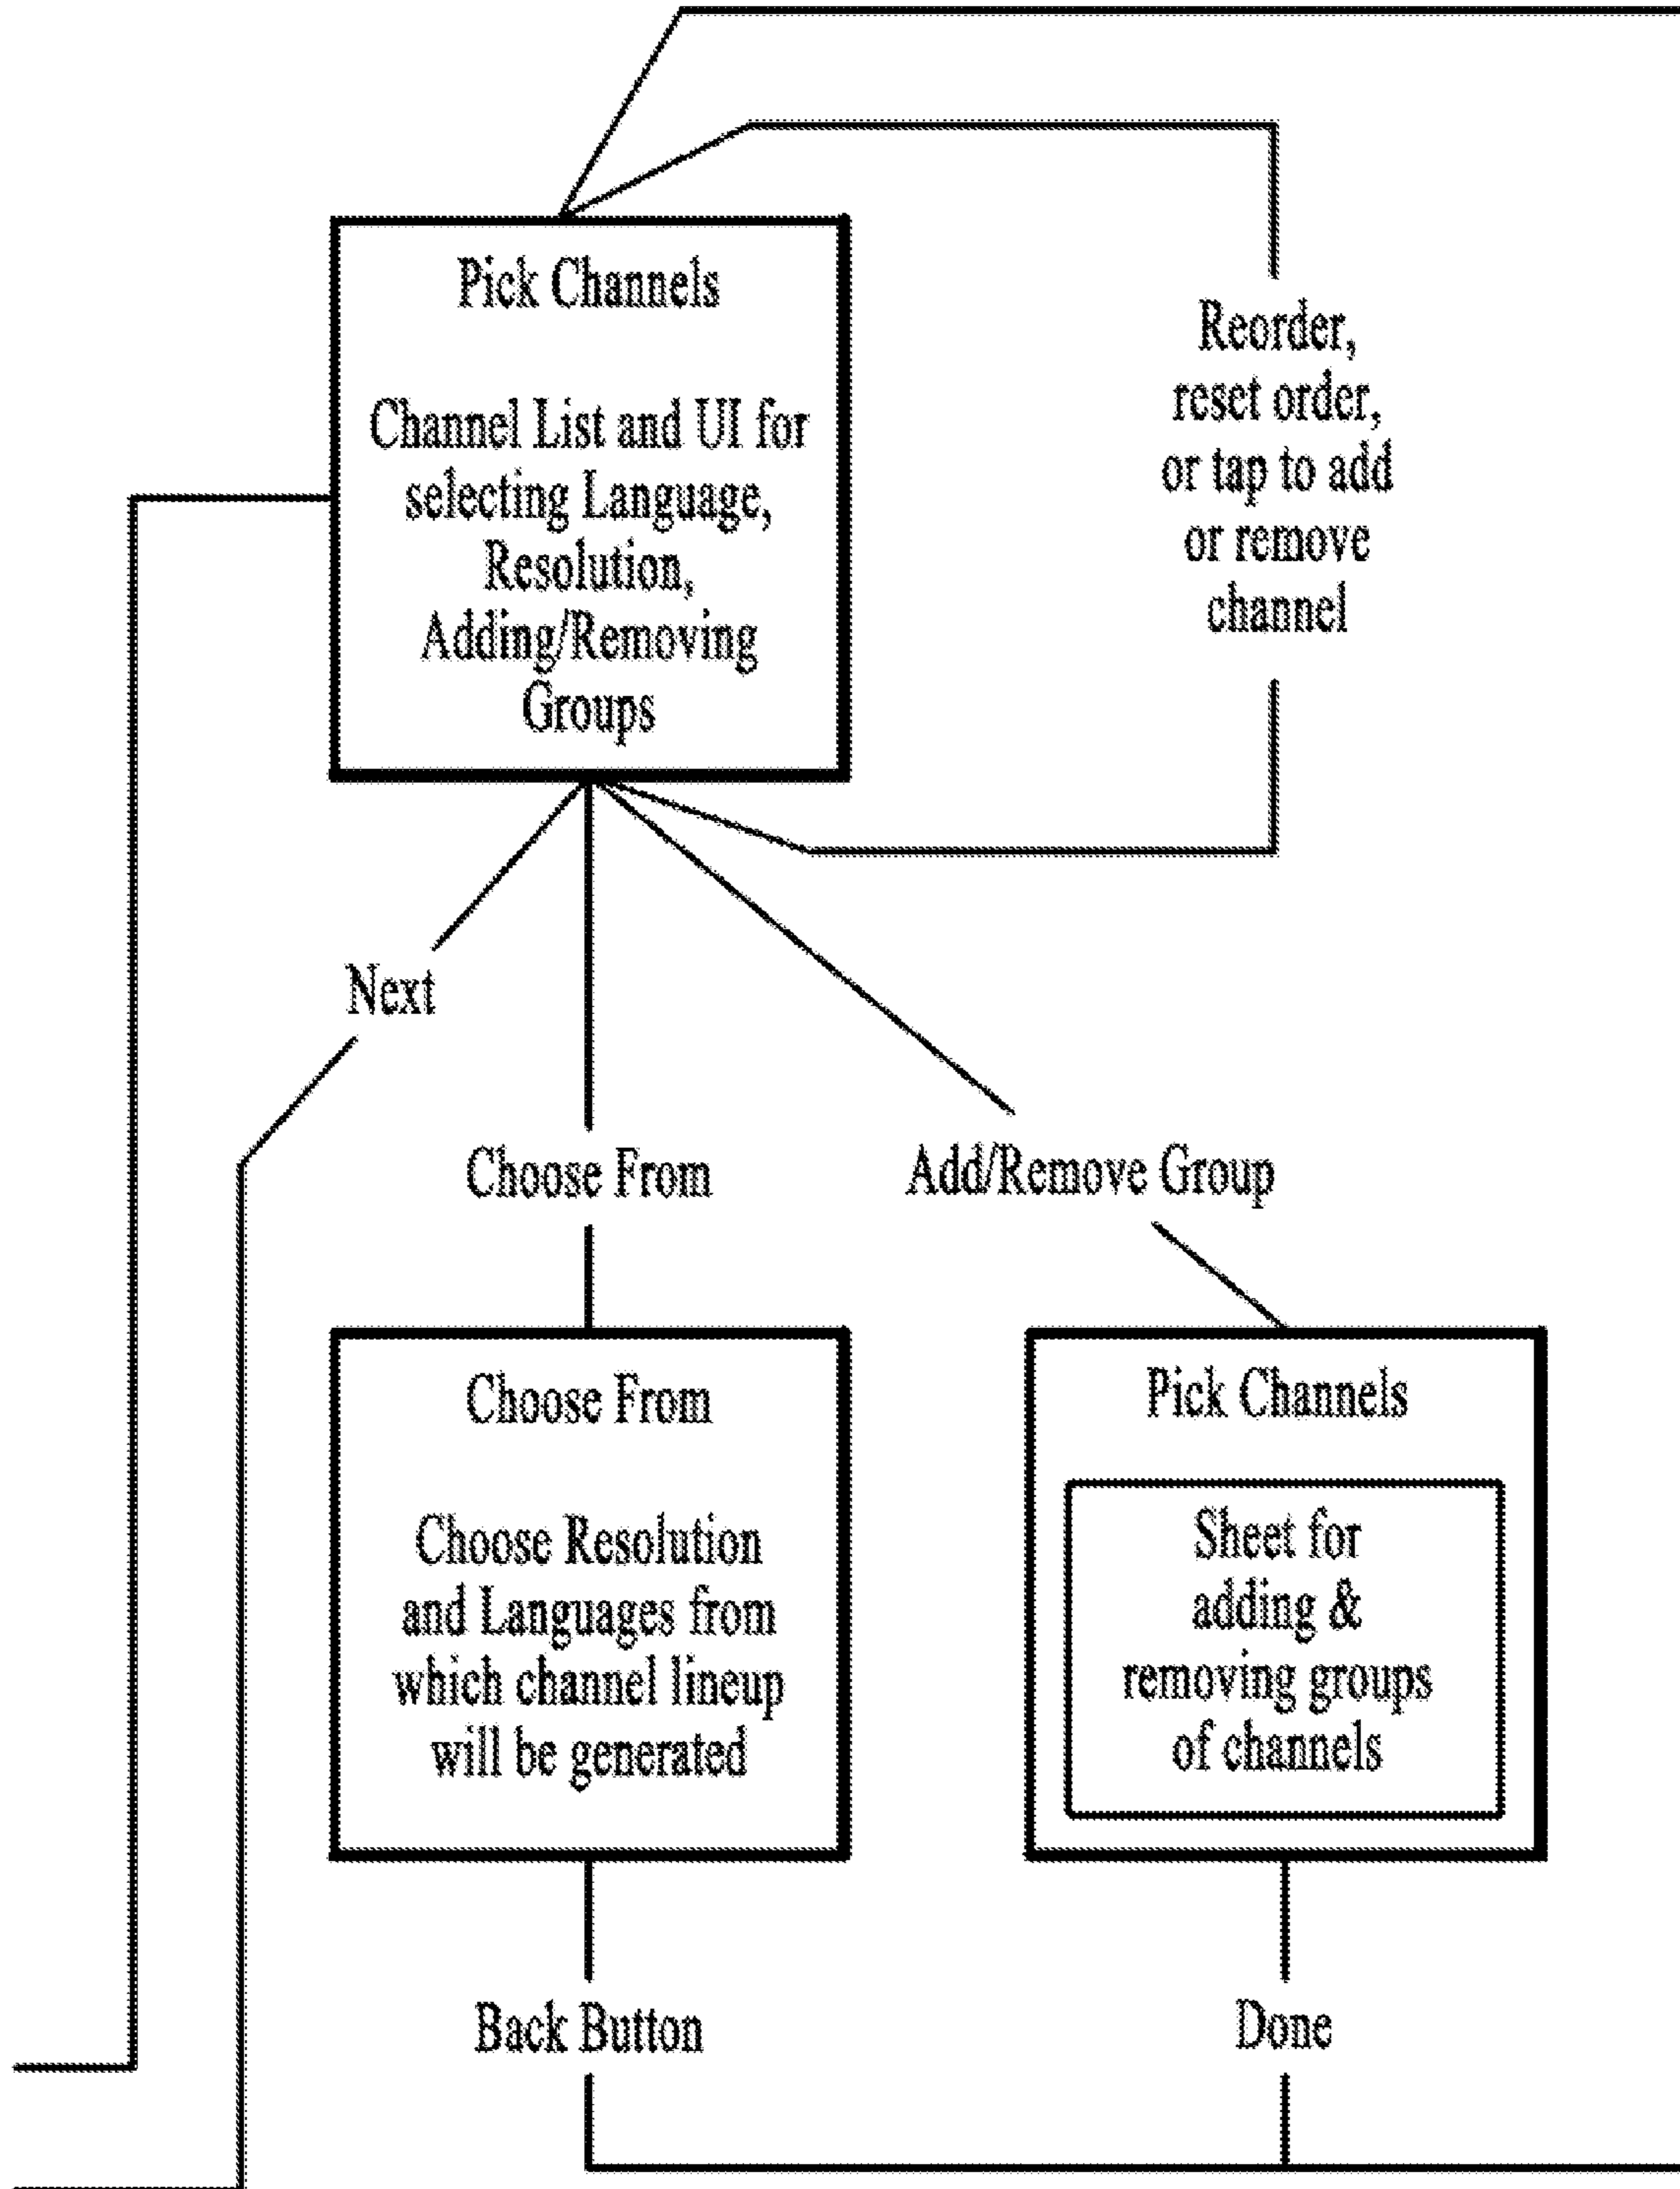 Pick Channels
Channel List and UI for
selecting Language,
Resolution,
Adding/Removing
Groups
Reorder,
reset order,
or tap to add
or remove
channel
Next
Choose From
Add/Remove Group
Choose From
Choose Resolution
and Languages from
which channel lineup
will be generated
Pick Channels
Sheet for
adding &
removing groups
of channels
Back Button
Done